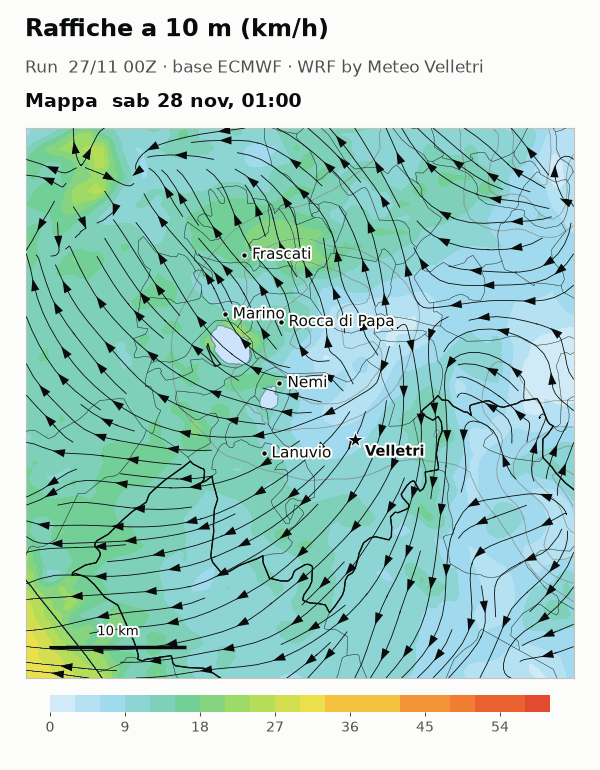 Raffiche a 10 m (km/h)
Run  27/11 00Z · base ECMWF · WRF by Meteo Velletri
Mappa  sab 28 nov, 01:00
Frascati
Marino
Rocca di Papa
Nemi
Velletri
Lanuvio
10 km
0 9 18 27 36 45 54